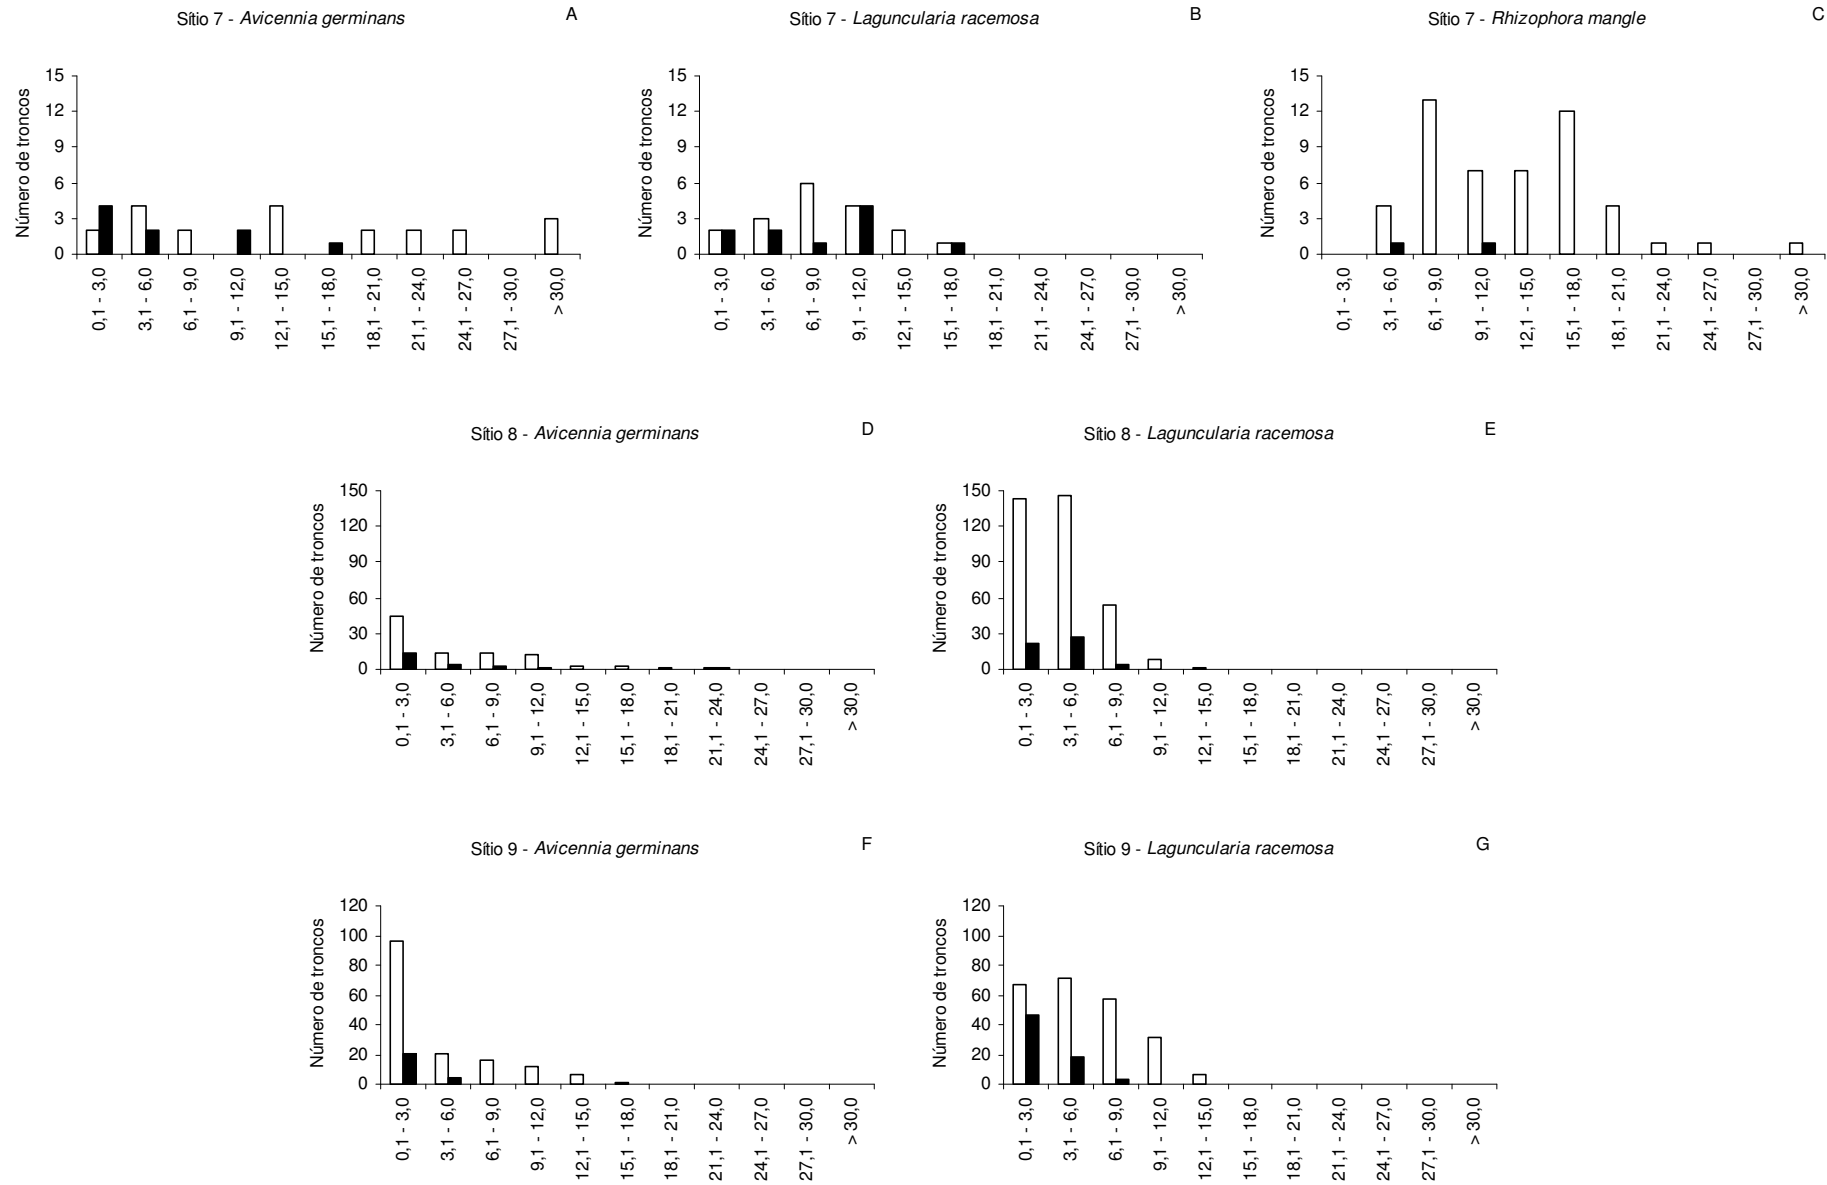 Sítio 7 - Avicennia germinans
A
Número de troncos
15
12
9
6
3
0
0,1 - 3,0
3,1 - 6,0
6,1 - 9,0
9,1 - 12,0
12,1 - 15,0
15,1 - 18,0
18,1 - 21,0
21,1 - 24,0
24,1 - 27,0
27,1 - 30,0
> 30,0
Sítio 7 - Laguncularia racemosa
B
Número de troncos
15
12
9
6
3
0
0,1 - 3,0
3,1 - 6,0
6,1 - 9,0
9,1 - 12,0
12,1 - 15,0
15,1 - 18,0
18,1 - 21,0
21,1 - 24,0
24,1 - 27,0
27,1 - 30,0
> 30,0
Sítio 7 - Rhizophora mangle
C
Número de troncos
15
12
9
6
3
0
0,1 - 3,0
3,1 - 6,0
6,1 - 9,0
9,1 - 12,0
12,1 - 15,0
15,1 - 18,0
18,1 - 21,0
21,1 - 24,0
24,1 - 27,0
27,1 - 30,0
> 30,0
Sítio 8 - Avicennia germinans
D
Número de troncos
150
120
90
60
30
0
0,1 - 3,0
3,1 - 6,0
6,1 - 9,0
9,1 - 12,0
12,1 - 15,0
15,1 - 18,0
18,1 - 21,0
21,1 - 24,0
24,1 - 27,0
27,1 - 30,0
> 30,0
Sítio 8 - Laguncularia racemosa
E
Número de troncos
150
120
90
60
30
0
0,1 - 3,0
3,1 - 6,0
6,1 - 9,0
9,1 - 12,0
12,1 - 15,0
15,1 - 18,0
18,1 - 21,0
21,1 - 24,0
24,1 - 27,0
27,1 - 30,0
> 30,0
Sítio 9 - Avicennia germinans
F
Número de troncos
120
100
80
60
40
20
0
0,1 - 3,0
3,1 - 6,0
6,1 - 9,0
9,1 - 12,0
12,1 - 15,0
15,1 - 18,0
18,1 - 21,0
21,1 - 24,0
24,1 - 27,0
27,1 - 30,0
> 30,0
Sítio 9 - Laguncularia racemosa
G
Número de troncos
120
100
80
60
40
20
0
0,1 - 3,0
3,1 - 6,0
6,1 - 9,0
9,1 - 12,0
12,1 - 15,0
15,1 - 18,0
18,1 - 21,0
21,1 - 24,0
24,1 - 27,0
27,1 - 30,0
> 30,0